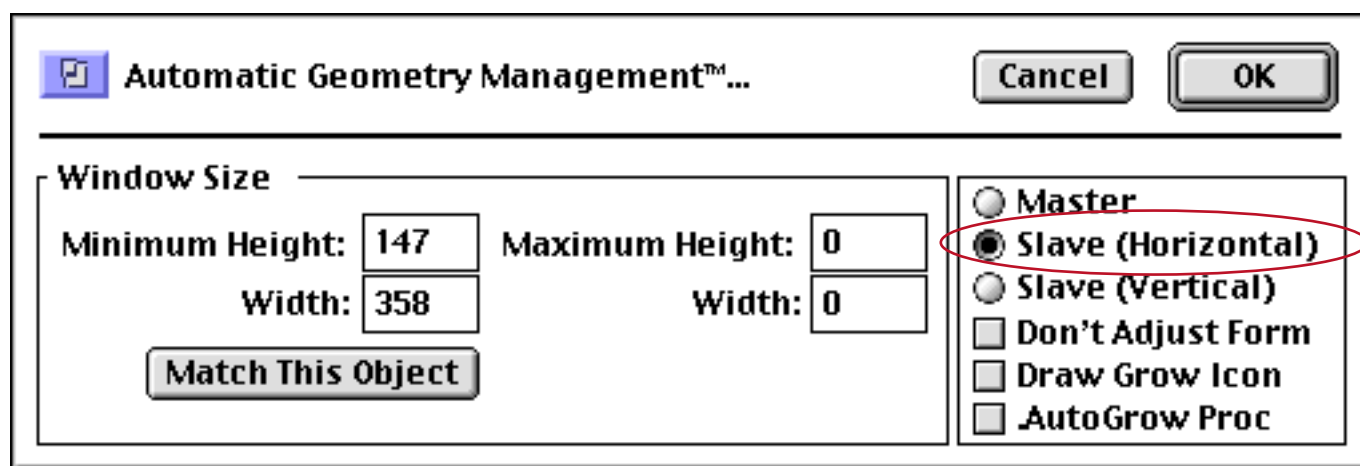 Automatic Geometry Management™...
Cancel
OK
Window Size
Minimum Height: 147
Maximum Height: 0
Width: 358
Width: 0
Match This Object
Master
Slave (Horizontal)
Slave (Vertical)
Don't Adjust Form
Draw Grow Icon
.AutoGrow Proc